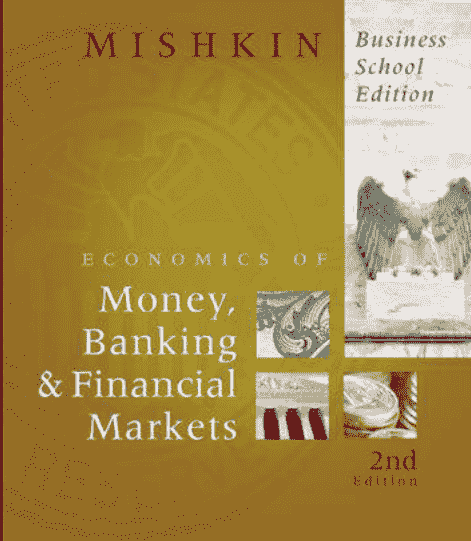 MISHKIN
Business
School
Edition
ECONOMICS OF
Money,
Banking
& Financial
Markets
2nd
Edition